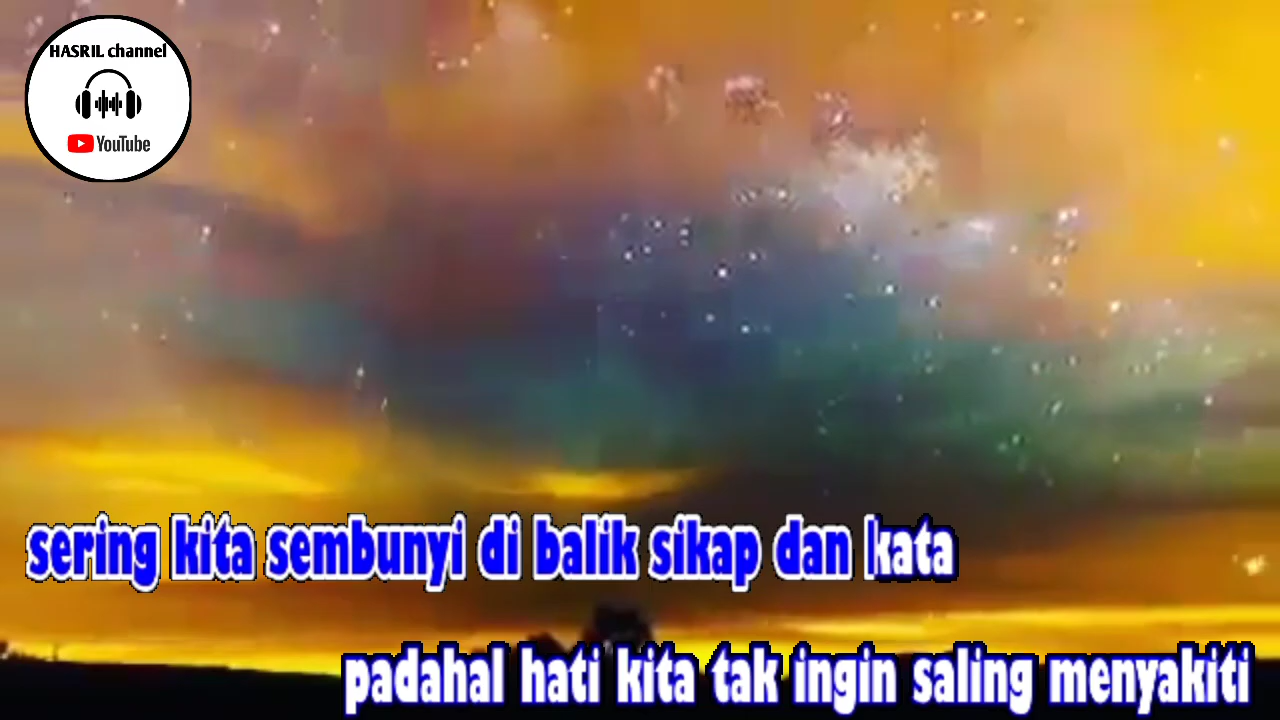 HASRIL channel
YouTube
sering kita sembunyi di balik sikap dan kata
padahal hati kita tak ingin saling menyakiti